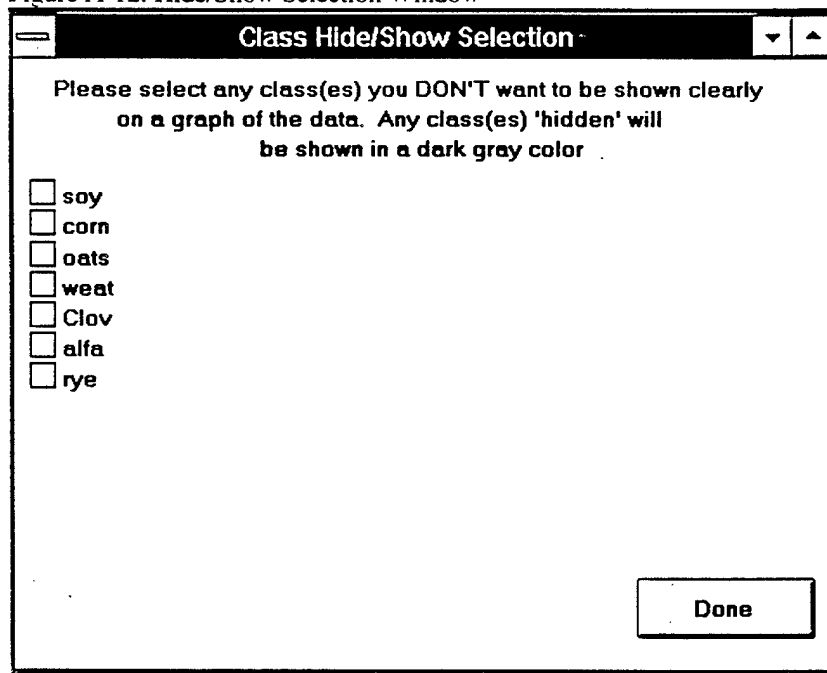 Class Hide/Show Selection
Please select any class(es) you DON'T want to be shown clearly
on a graph of the data. Any class(es) 'hidden' will
be shown in a dark gray color
soy
corn
oats
weat
Clov
alfa
rye
Done